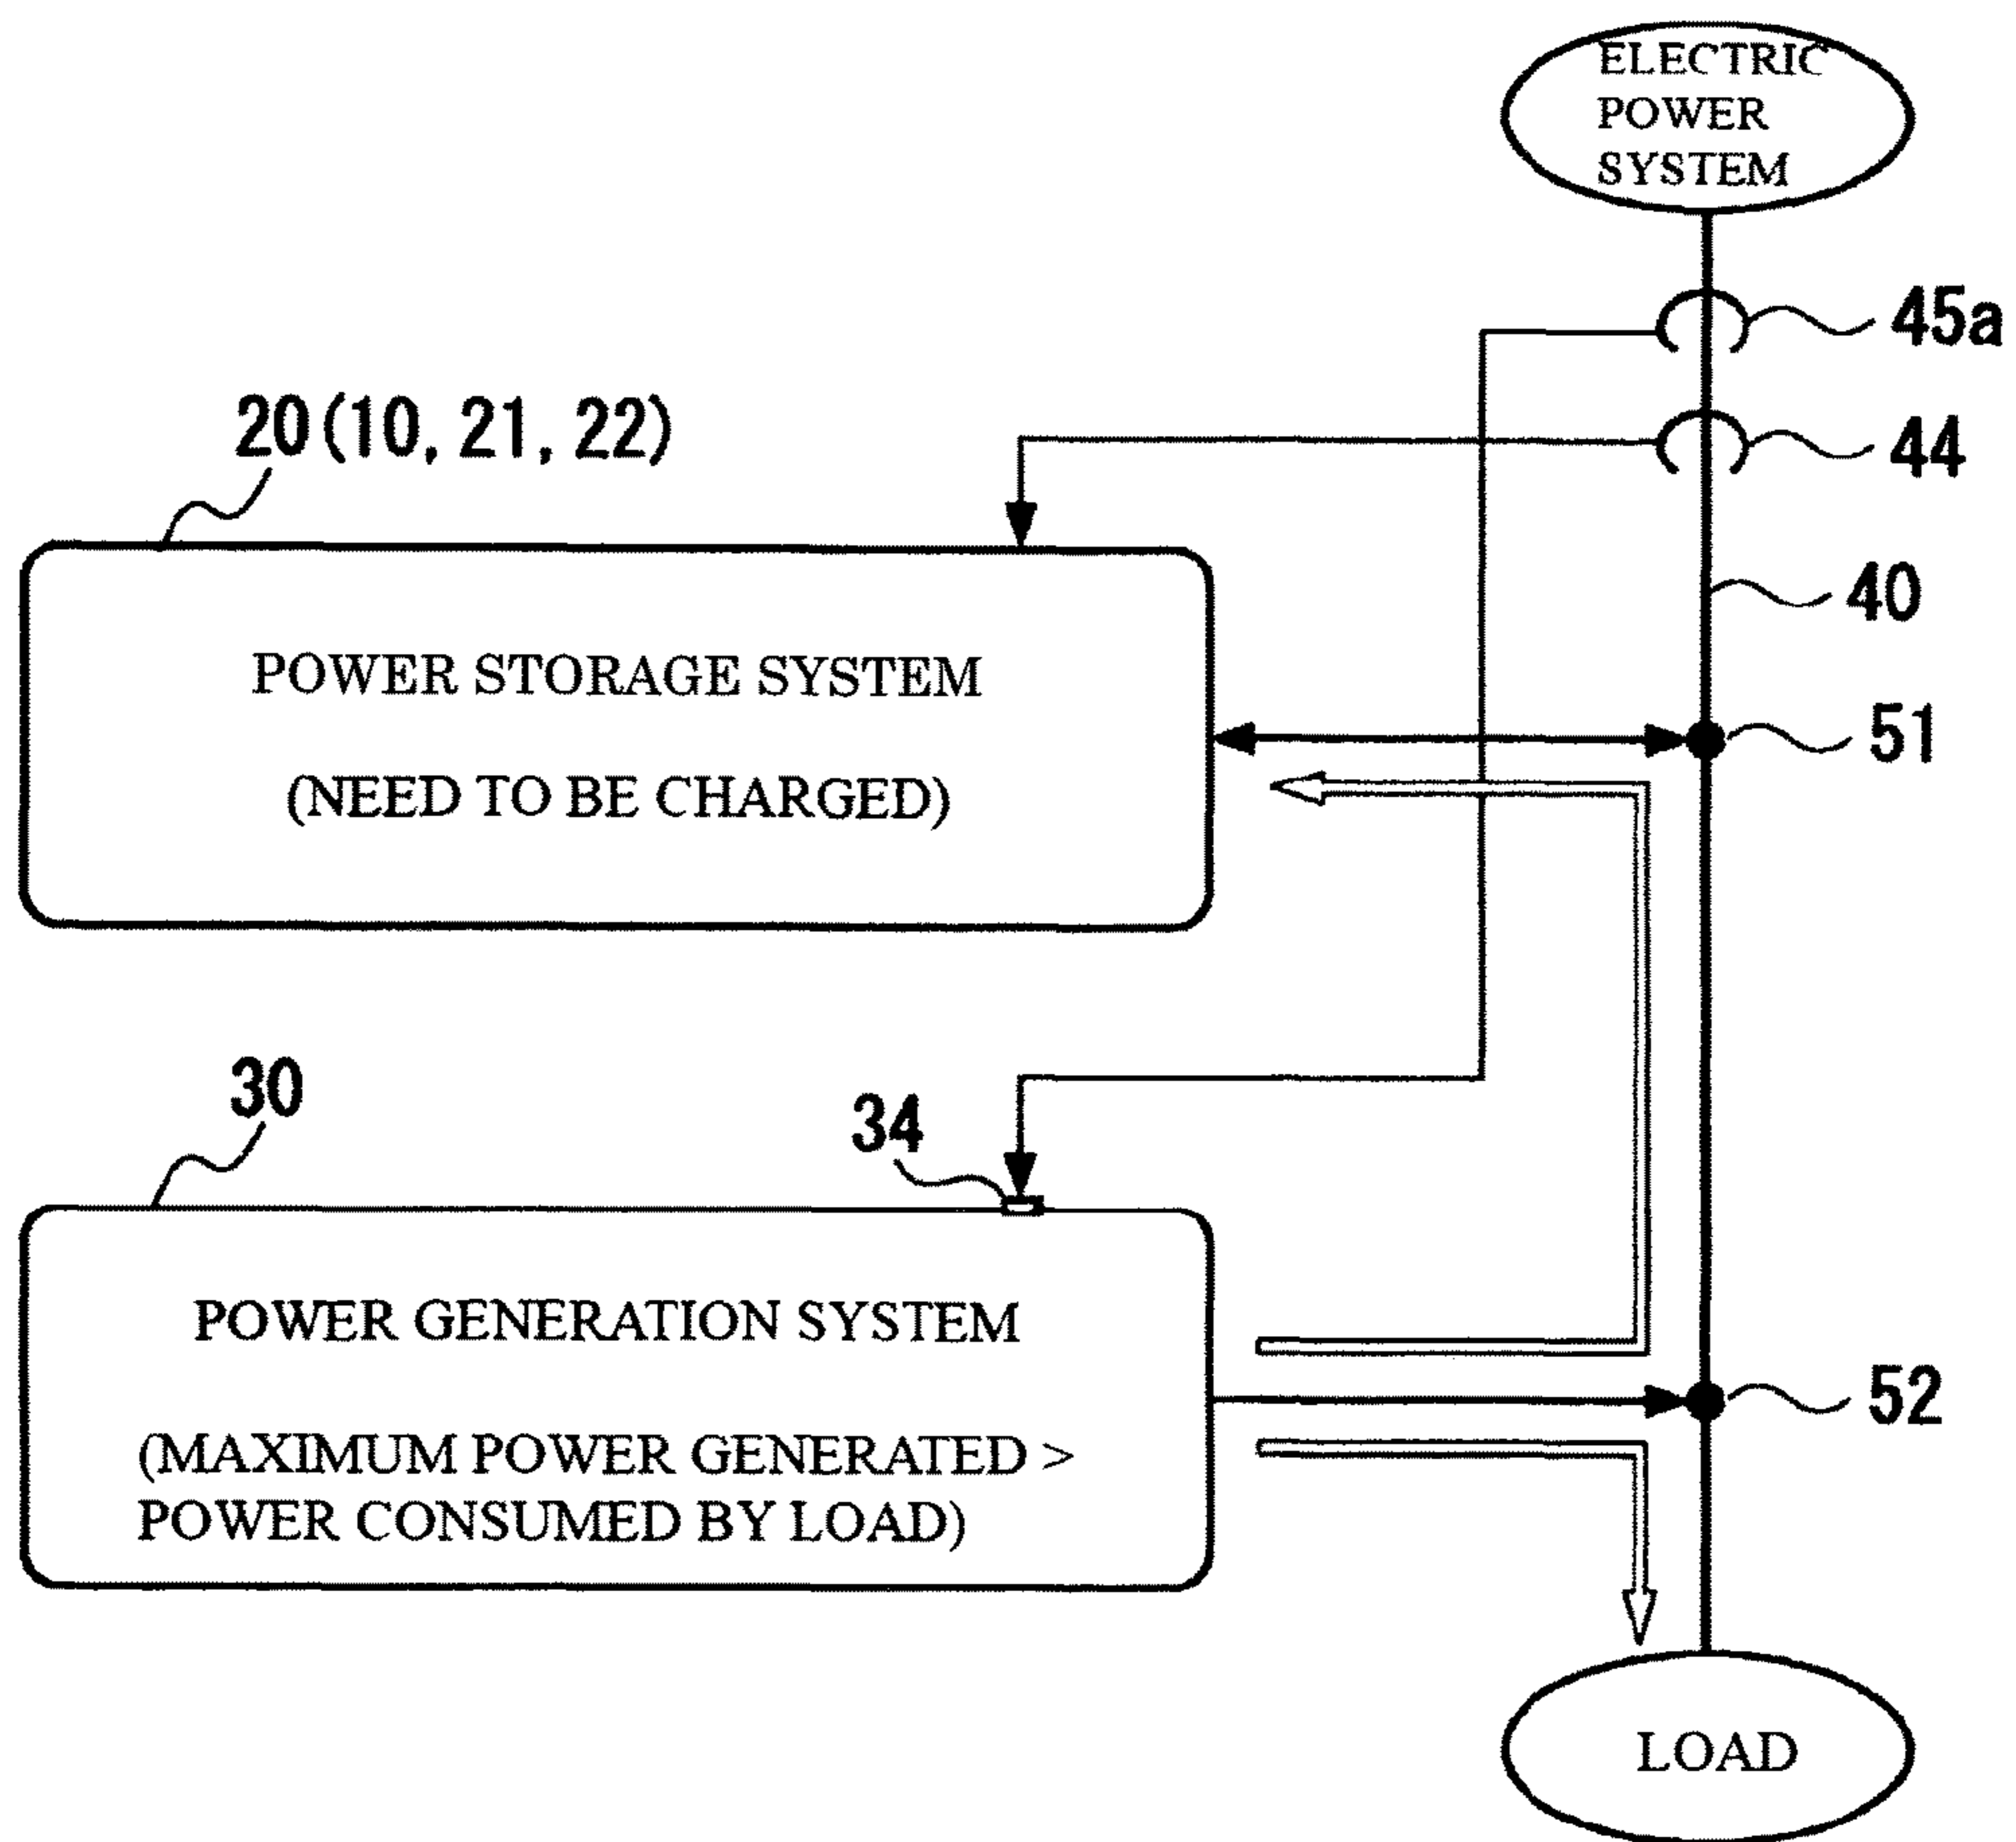 ELECTRIC
POWER
SYSTEM
45a
20 (10, 21, 22)
44
40
POWER STORAGE SYSTEM
51
(NEED TO BE CHARGED)
30
34
POWER GENERATION SYSTEM
52
(MAXIMUM POWER GENERATED >
POWER CONSUMED BY LOAD)
LOAD